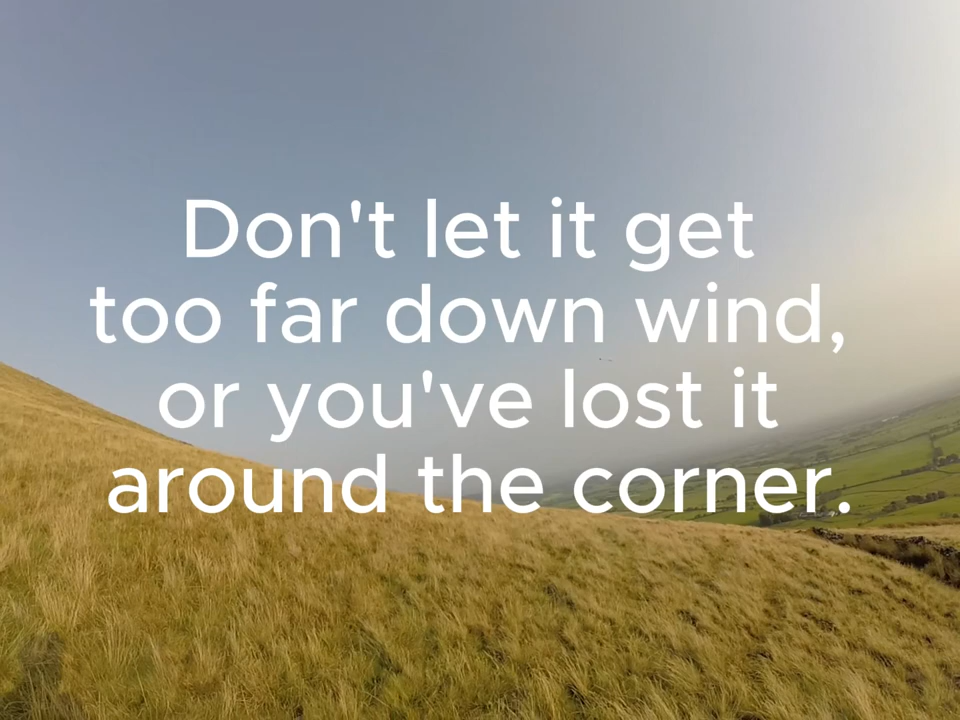 Don't let it get
too far down wind,
or you've lost it
around the corner.